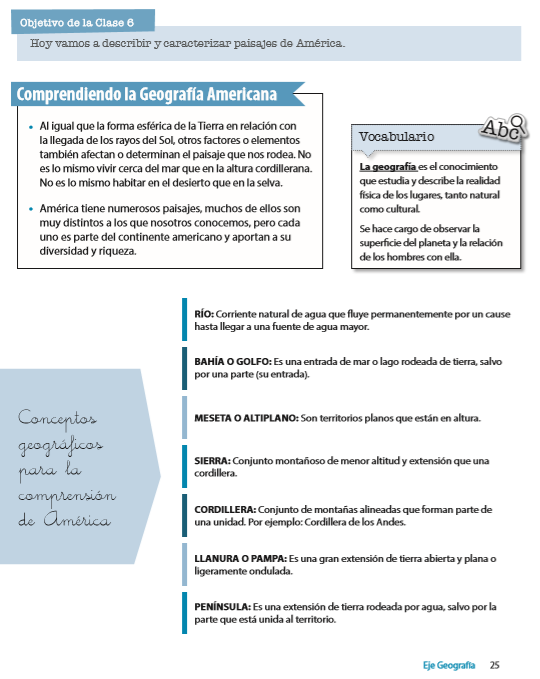 Objetivo de la Clase 6
Hoy vamos a describir y caracterizar paisajes de América.
Comprendiendo la Geografía Americana
• Al igual que la forma esférica de la Tierra en relación con
la llegada de los rayos del Sol, otros factores o elementos
también afectan o determinan el paisaje que nos rodea. No
es lo mismo vivir cerca del mar que en la altura cordillerana.
No es lo mismo habitar en el desierto que en la selva.
• América tiene numerosos paisajes, muchos de ellos son
muy distintos a los que nosotros conocemos, pero cada
uno es parte del continente americano y aportan a su
diversidad y riqueza.
Vocabulario
Abc
La geografía es el conocimiento
que estudia y describe la realidad
física de los lugares, tanto natural
como cultural.
Se hace cargo de observar la
superficie del planeta y la relación
de los hombres con ella.
Conceptos
geográficos
para la
comprensión
de América
RÍO: Corriente natural de agua que fluye permanentemente por un cause
hasta llegar a una fuente de agua mayor.
BAHÍA O GOLFO: Es una entrada de mar o lago rodeada de tierra, salvo
por una parte (su entrada).
MESETA O ALTIPLANO: Son territorios planos que están en altura.
SIERRA: Conjunto montañoso de menor altitud y extensión que una
cordillera.
CORDILLERA: Conjunto de montañas alineadas que forman parte de
una unidad. Por ejemplo: Cordillera de los Andes.
LLANURA O PAMPA: Es una gran extensión de tierra abierta y plana o
ligeramente ondulada.
PENÍNSULA: Es una extensión de tierra rodeada por agua, salvo por la
parte que está unida al territorio.
Eje Geografía 25